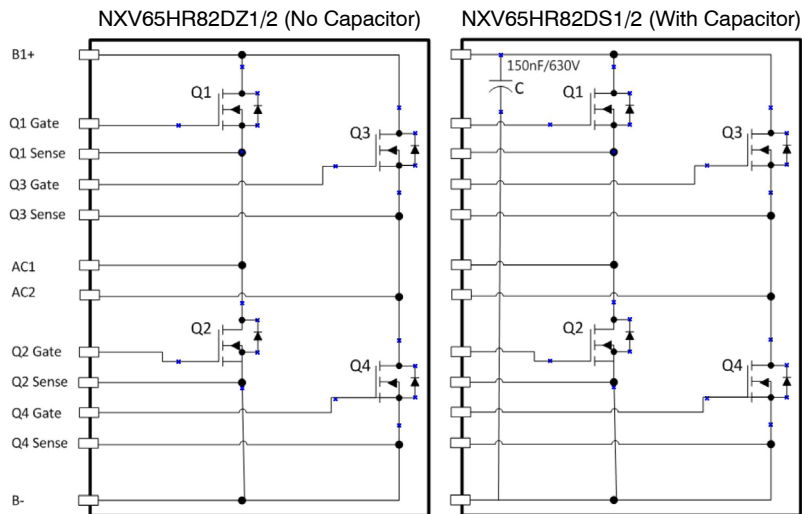 NXV65HR82DZ1/2 (No Capacitor)
NXV65HR82DS1/2 (With Capacitor)
B1+
Q1 Gate
Q1 Sense
Q3 Gate
Q3 Sense
AC1
AC2
Q2 Gate
Q2 Sense
Q4 Gate
Q4 Sense
B-
Q1
Q3
Q2
Q4
150nF/630V
C
Q1
Q3
Q2
Q4